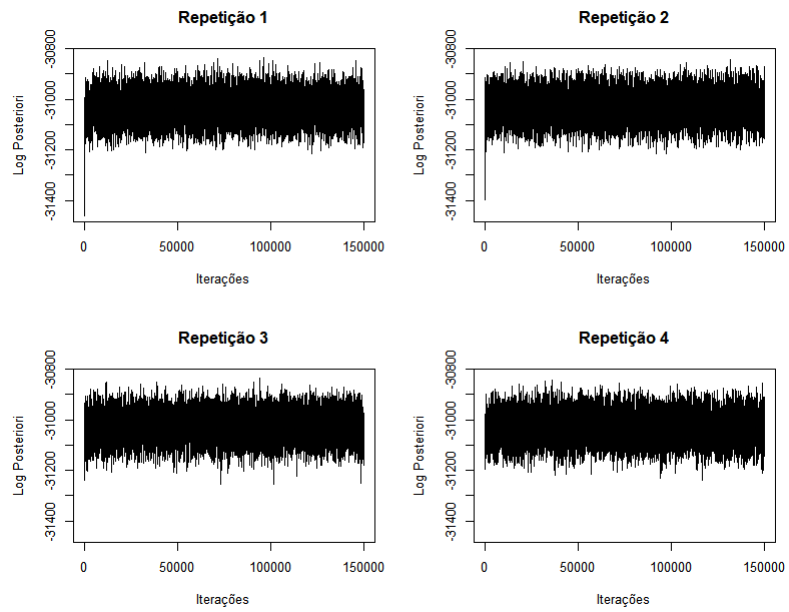 Repetição 1
Log Posteriori
-30800
-31000
-31200
-31400
0 50000 100000 150000
Iterações
Repetição 2
Log Posteriori
-30800
-31000
-31200
-31400
0 50000 100000 150000
Iterações
Repetição 3
Log Posteriori
-30800
-31000
-31200
-31400
0 50000 100000 150000
Iterações
Repetição 4
Log Posteriori
-30800
-31000
-31200
-31400
0 50000 100000 150000
Iterações